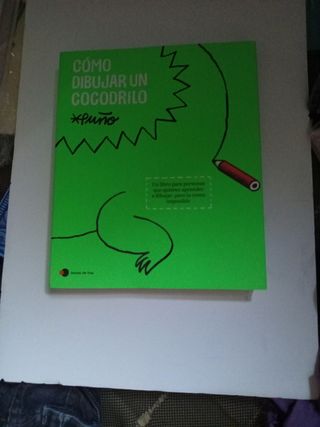 CÓMO
DIBUJAR UN
COCODRILO
puño
Un libro para personas
que quieren aprender
a dibujar pero lo creen
imposible